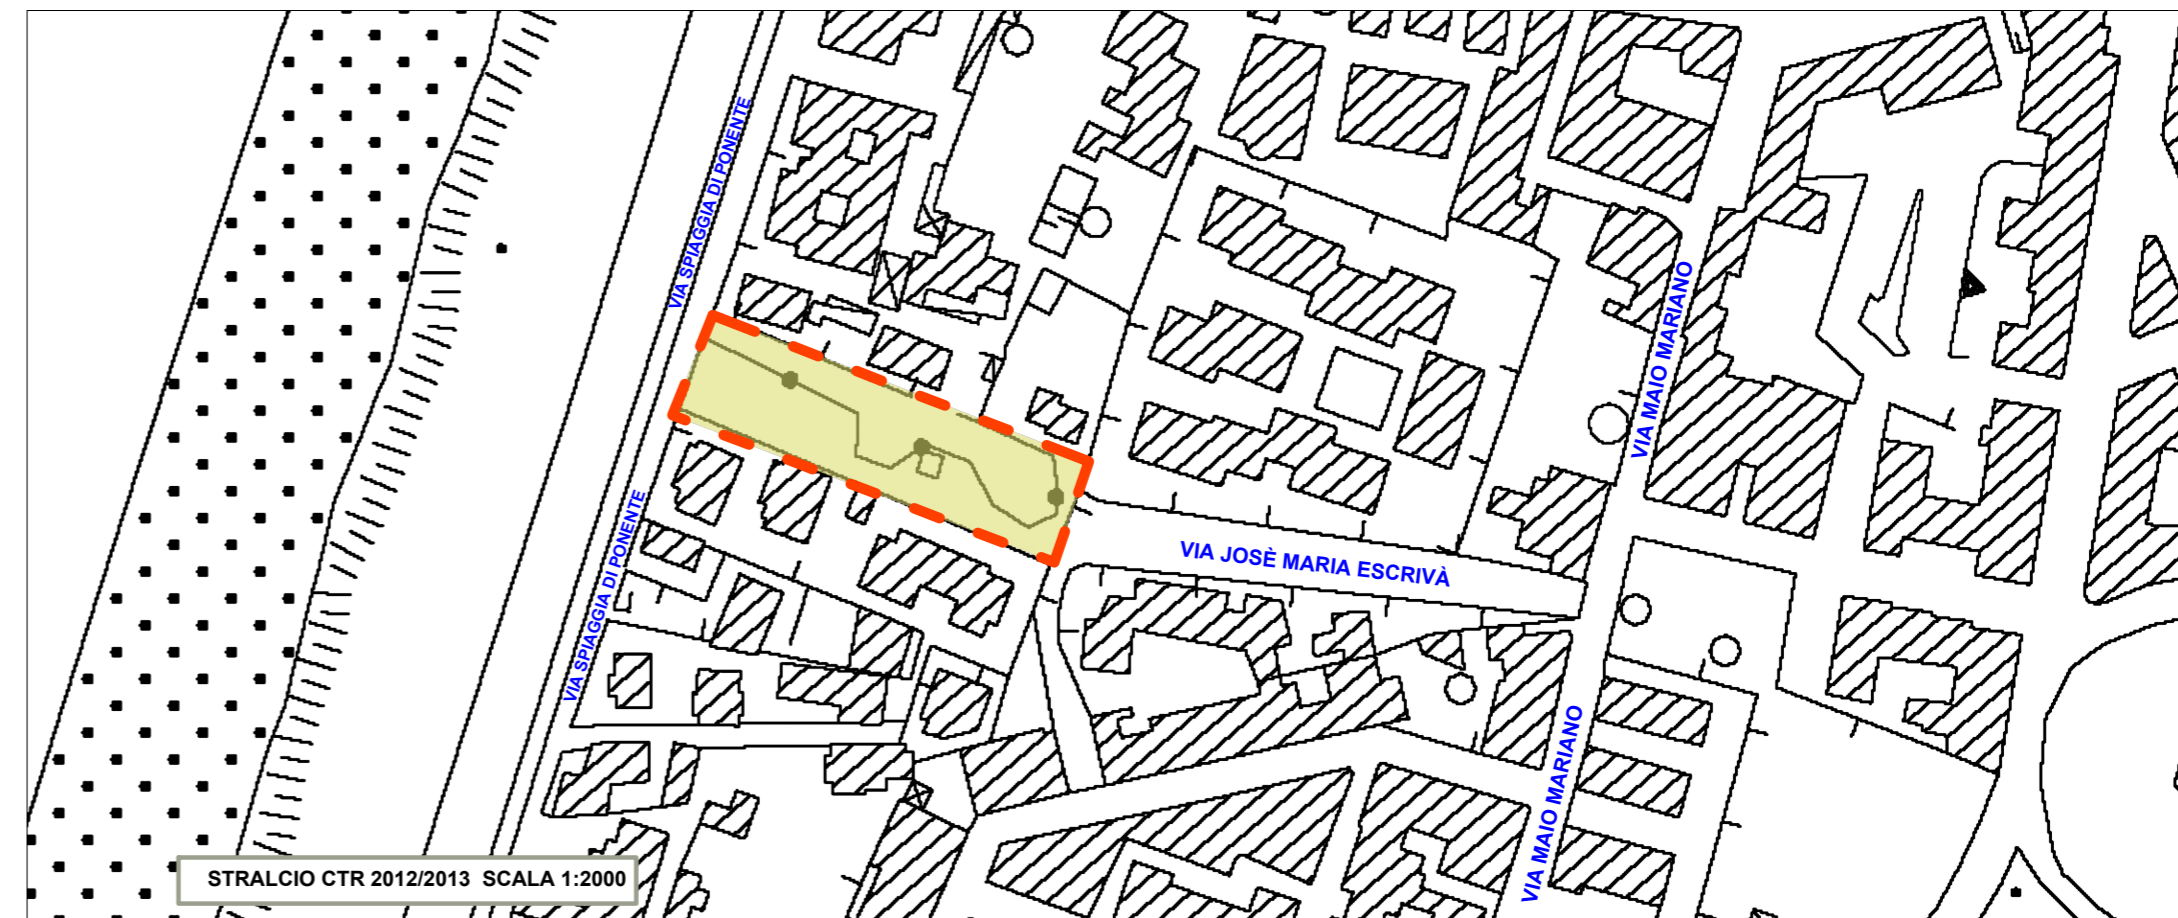 VIA SPIAGGIA DI PONENTE
VIA MAIO MARIANO
VIA SPIAGGIA DI PONENTE
VIA JOSÈ MARIA ESCRIVÀ
VIA MAIO MARIANO
STRALCIO CTR 2012/2013 SCALA 1:2000